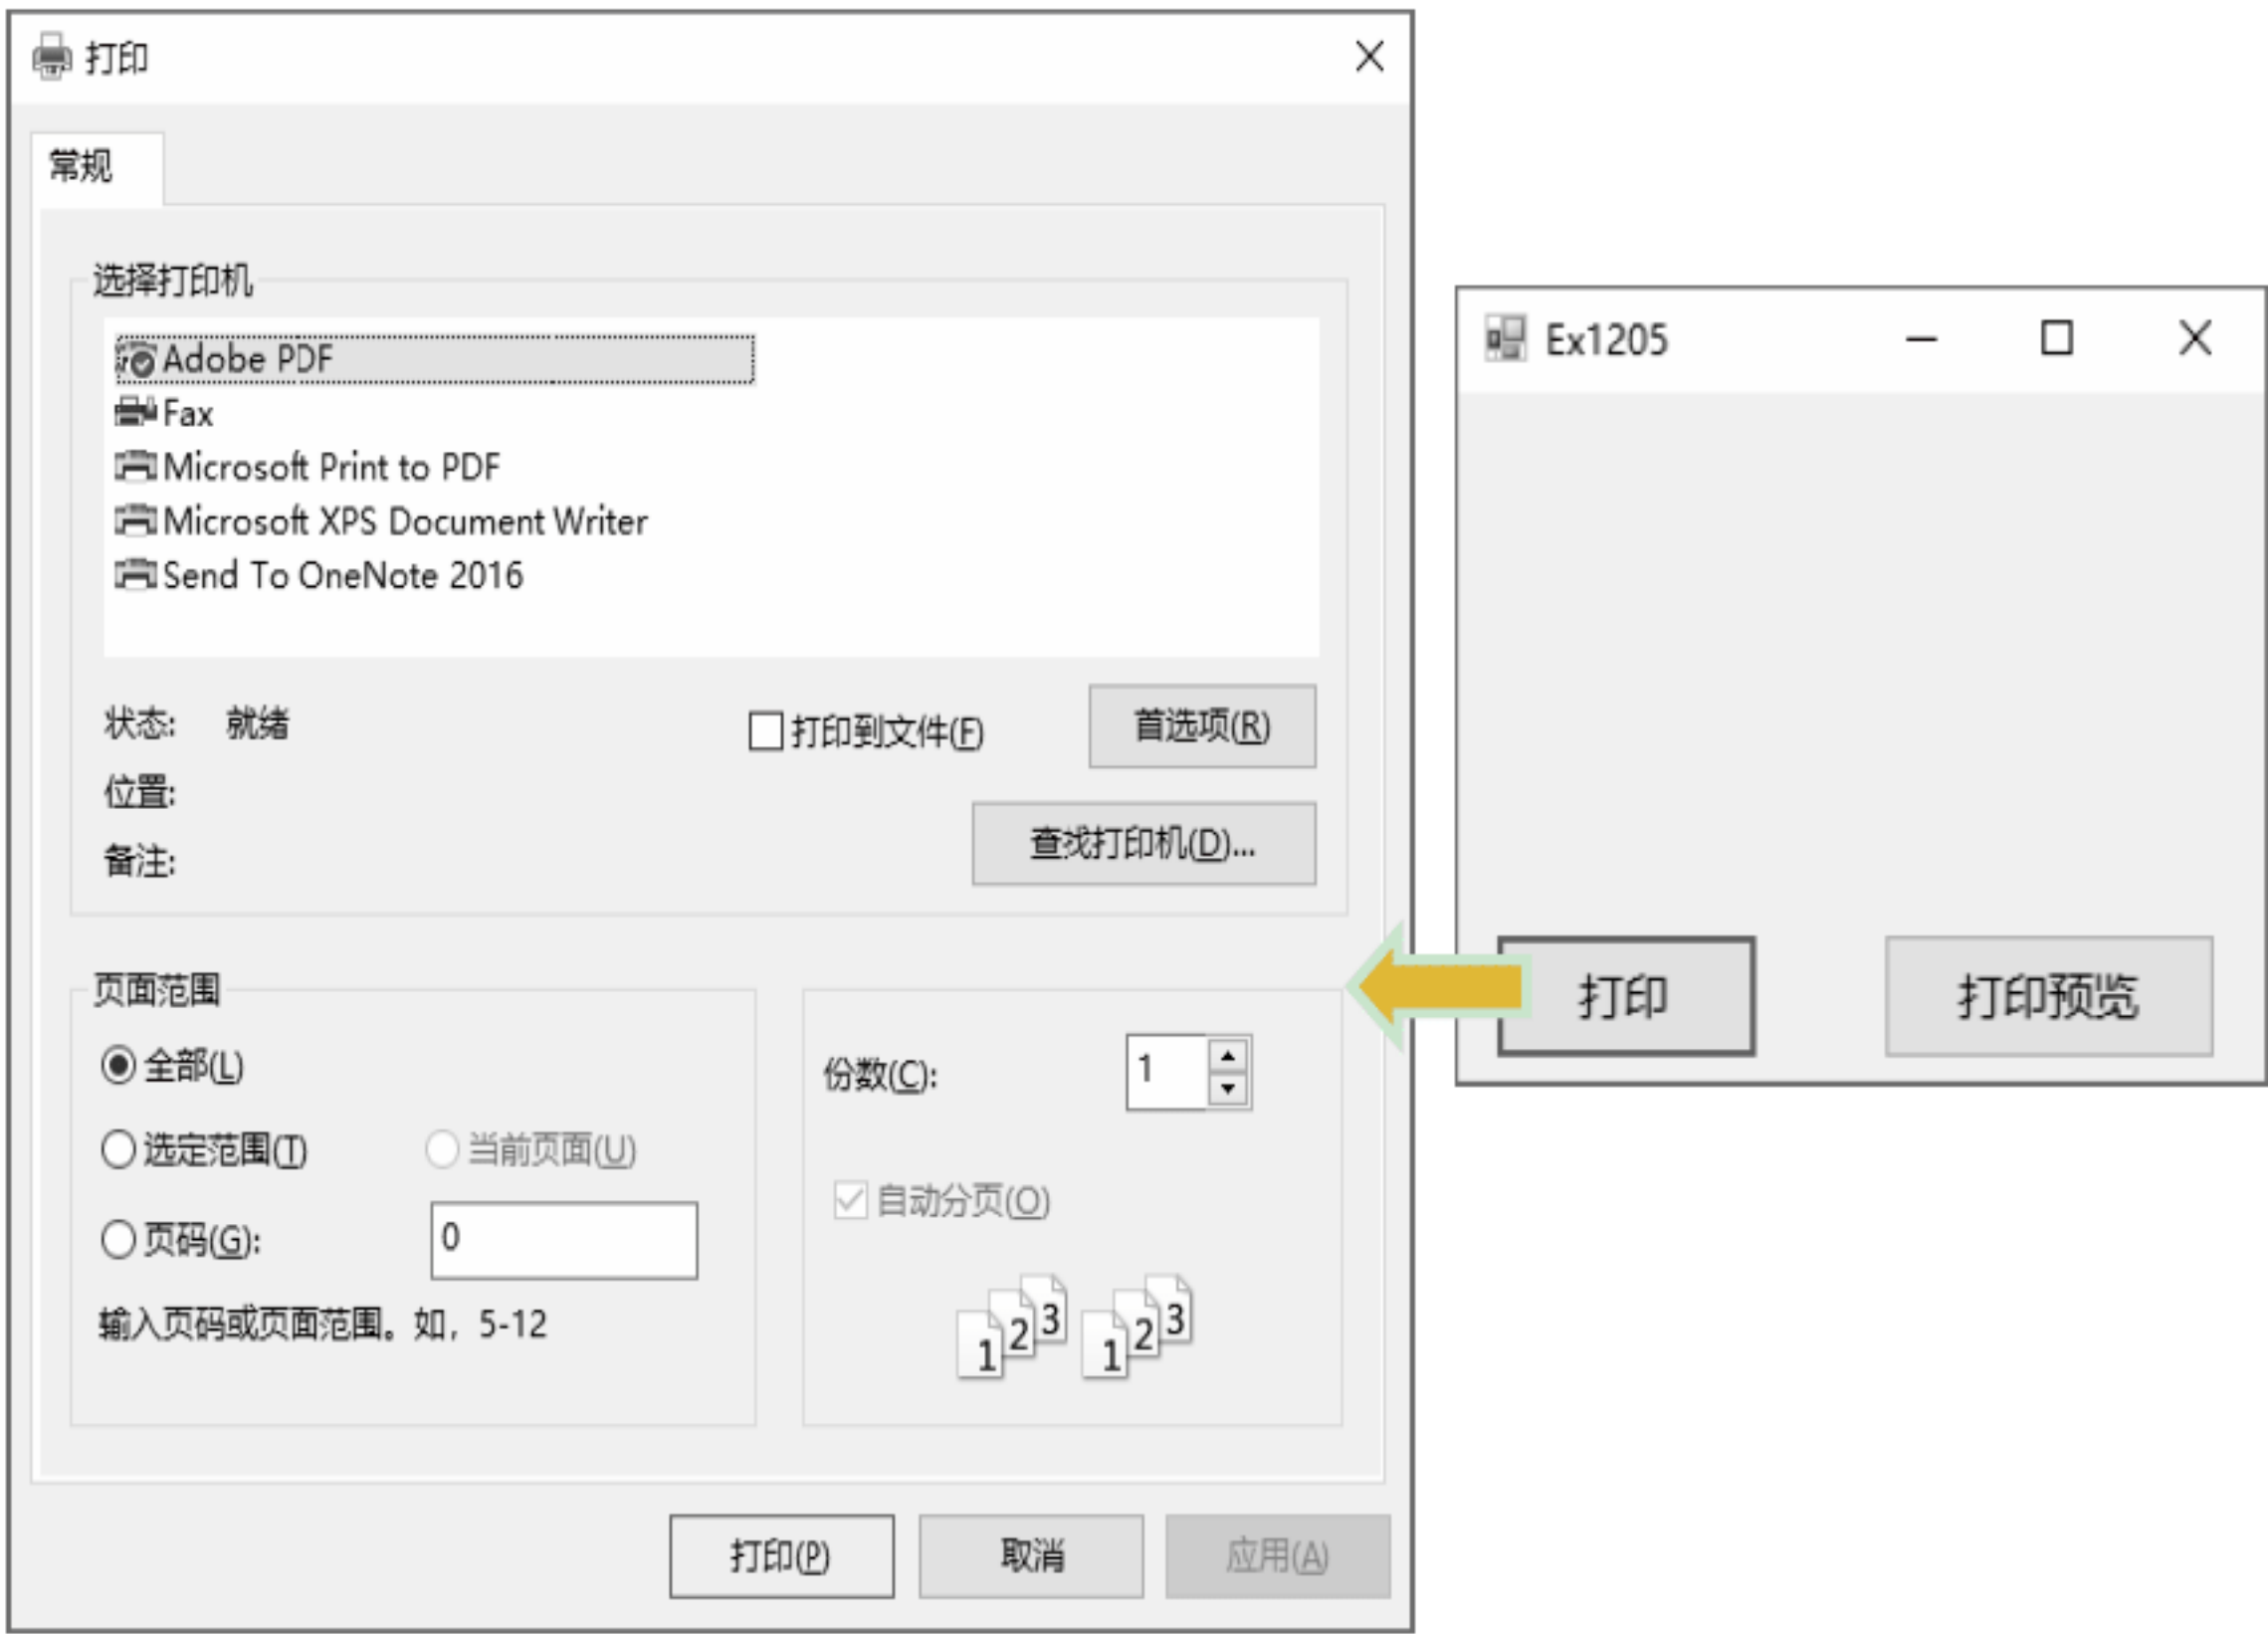 打印
常规
选择打印机
Adobe PDF
Fax
Microsoft Print to PDF
Microsoft XPS Document Writer
Send To OneNote 2016
状态: 就绪
打印到文件(F)
首选项(R)
位置:
查找打印机(D)...
备注:
页面范围
全部(L)
选定范围(T)
当前页面(U)
页码(G):
0
输入页码或页面范围。如，5-12
份数(C):
1
自动分页(O)
1 2 3 1 2 3
打印(P)
取消
应用(A)
Ex1205
打印
打印预览